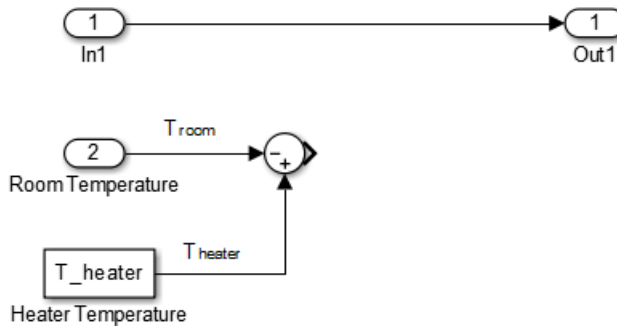 1
In1
1
Out1
T room
2
Room Temperature
−
+
T heater
T_heater
Heater Temperature